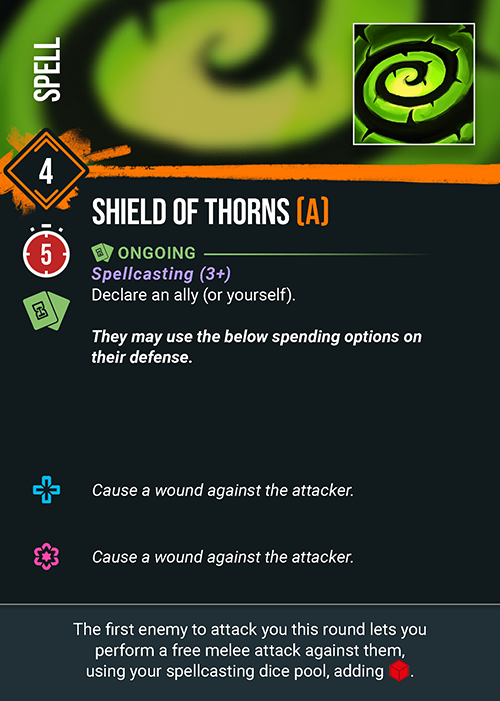 SPELL
4
SHIELD OF THORNS (A)
5
ONGOING
Spellcasting (3+)
Declare an ally (or yourself).
They may use the below spending options on
their defense.
Cause a wound against the attacker.
Cause a wound against the attacker.
The first enemy to attack you this round lets you
perform a free melee attack against them,
using your spellcasting dice pool, adding .